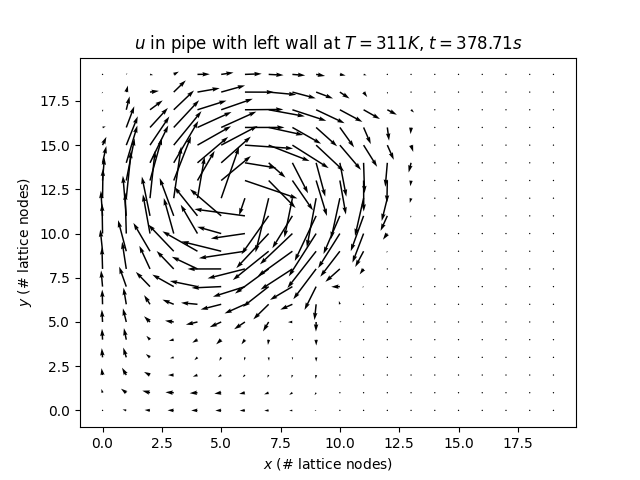 u in pipe with left wall at T = 311K, t = 378.71s
17.5
15.0
12.5
10.0
7.5
5.0
2.5
0.0
y (# lattice nodes)
0.0 2.5 5.0 7.5 10.0 12.5 15.0 17.5
x (# lattice nodes)